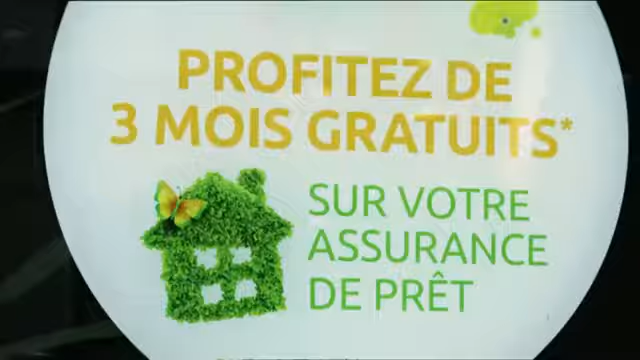 PROFITEZ DE
3 MOIS GRATUITS*
SUR VOTRE
ASSURANCE
DE PRÊT